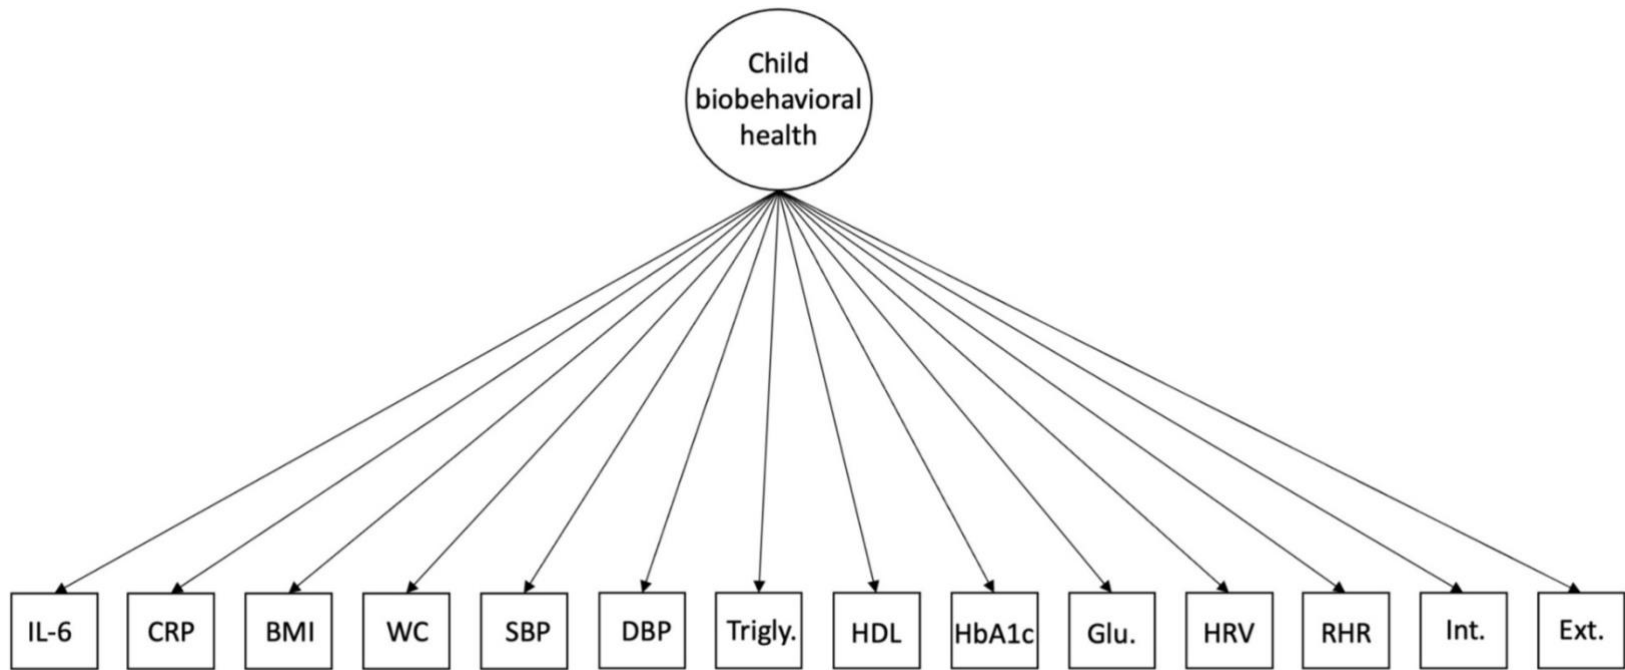 Child
biobehavioral
health
IL-6 CRP BMI WC SBP DBP Trigly. HDL HbA1c Glu. HRV RHR Int. Ext.